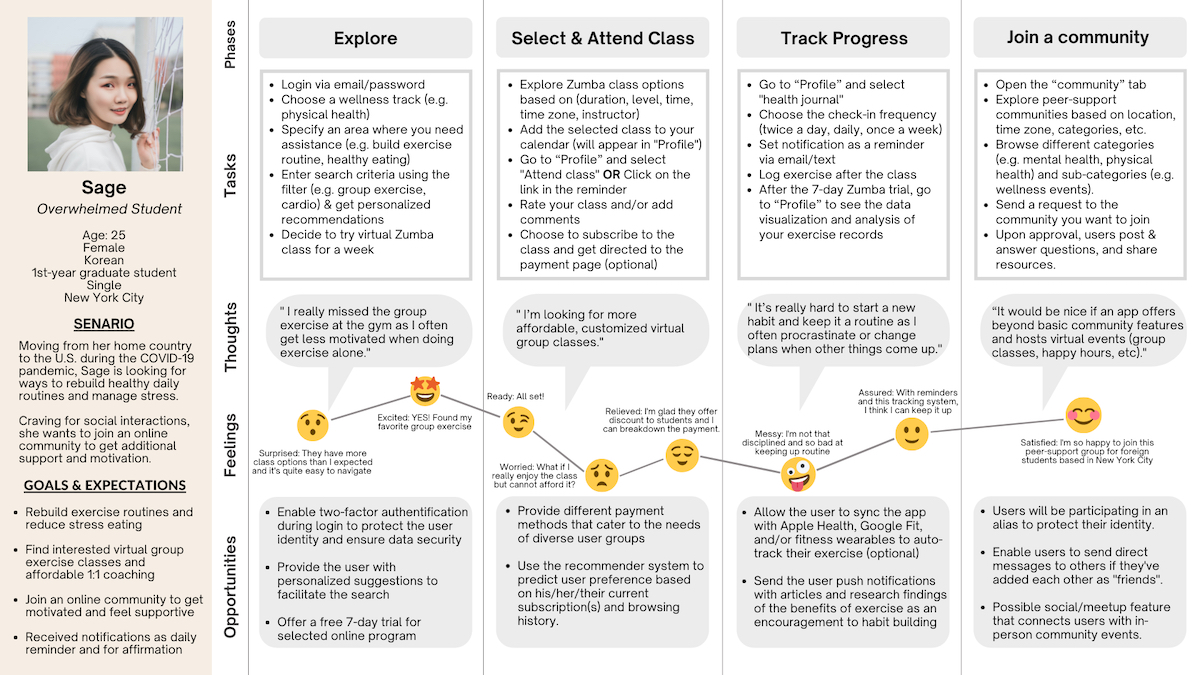 Sage
Overwhelmed Student
Age: 25
Female
Korean
1st-year graduate student
Single
New York City
SENARIO
Moving from her home country
to the U.S. during the COVID-19
pandemic, Sage is looking for
ways to rebuild healthy daily
routines and manage stress.
Craving for social interactions,
she wants to join an online
community to get additional
support and motivation.
GOALS & EXPECTATIONS
• Rebuild exercise routines and
reduce stress eating
• Find interested virtual group
exercise classes and
affordable 1:1 coaching
• Join an online community to get
motivated and feel supportive
• Received notifications as daily
reminder and for affirmation
Phases
Explore
Select & Attend Class
Track Progress
Join a community
Tasks
• Login via email/password
• Choose a wellness track (e.g.
physical health)
• Specify an area where you need
assistance (e.g. build exercise
routine, healthy eating)
• Enter search criteria using the
filter (e.g. group exercise,
cardio) & get personalized
recommendations
• Decide to try virtual Zumba
class for a week
• Explore Zumba class options
based on (duration, level, time,
time zone, instructor)
• Add the selected class to your
calendar (will appear in "Profile")
• Go to “Profile” and select
"Attend class" OR Click on the
link in the reminder
• Rate your class and/or add
comments
• Choose to subscribe to the
class and get directed to the
payment page (optional)
• Go to “Profile” and select
"health journal"
• Choose the check-in frequency
(twice a day, daily, once a week)
• Set notification as a reminder
via email/text
• Log exercise after the class
• After the 7-day Zumba trial, go
to “Profile” to see the data
visualization and analysis of
your exercise records
• Open the “community” tab
• Explore peer-support
communities based on location,
time zone, categories, etc.
• Browse different categories
(e.g. mental health, physical
health) and sub-categories (e.g.
wellness events).
• Send a request to the
community you want to join
• Upon approval, users post &
answer questions, and share
resources.
Thoughts
" I really missed the group
exercise at the gym as I often
get less motivated when doing
exercise alone."
" I’m looking for more
affordable, customized virtual
group classes."
" It’s really hard to start a new
habit and keep it a routine as I
often procrastinate or change
plans when other things come up."
“It would be nice if an app offers
beyond basic community features
and hosts virtual events (group
classes, happy hours, etc)."
Feelings
Surprised: They have more
class options than I expected
and it's quite easy to navigate
Excited: YES! Found my
favorite group exercise
Ready: All set!
Worried: What if I
really enjoy the class
but cannot afford it?
Relieved: I'm glad they offer
discount to students and I
can breakdown the payment.
Messy: I'm not that
disciplined and so bad at
keeping up routine
Assured: With reminders
and this tracking system,
I think I can keep it up
Satisfied: I'm so happy to join this
peer-support group for foreign
students based in New York City
Opportunities
• Enable two-factor authentification
during login to protect the user
identity and ensure data security
• Provide the user with
personalized suggestions to
facilitate the search
• Offer a free 7-day trial for
selected online program
• Provide different payment
methods that cater to the needs
of diverse user groups
• Use the recommender system to
predict user preference based
on his/her/their current
subscription(s) and browsing
history.
• Allow the user to sync the app
with Apple Health, Google Fit,
and/or fitness wearables to auto-
track their exercise (optional)
• Send the user push notifications
with articles and research findings
of the benefits of exercise as an
encouragement to habit building
• Users will be participating in an
alias to protect their identity.
• Enable users to send direct
messages to others if they've
added each other as "friends".
• Possible social/meetup feature
that connects users with in-
person community events.